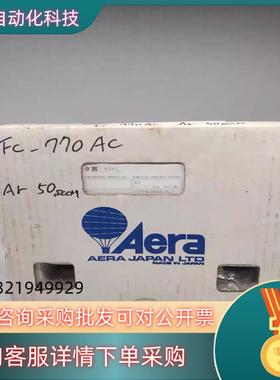 自动化科技
Fc-770AC
Ar 50sccm
Aera
AERA JAPAN LTD
MADE IN JAPAN
321949929
咨询采购批发可对公开票
询客服详情下单采购